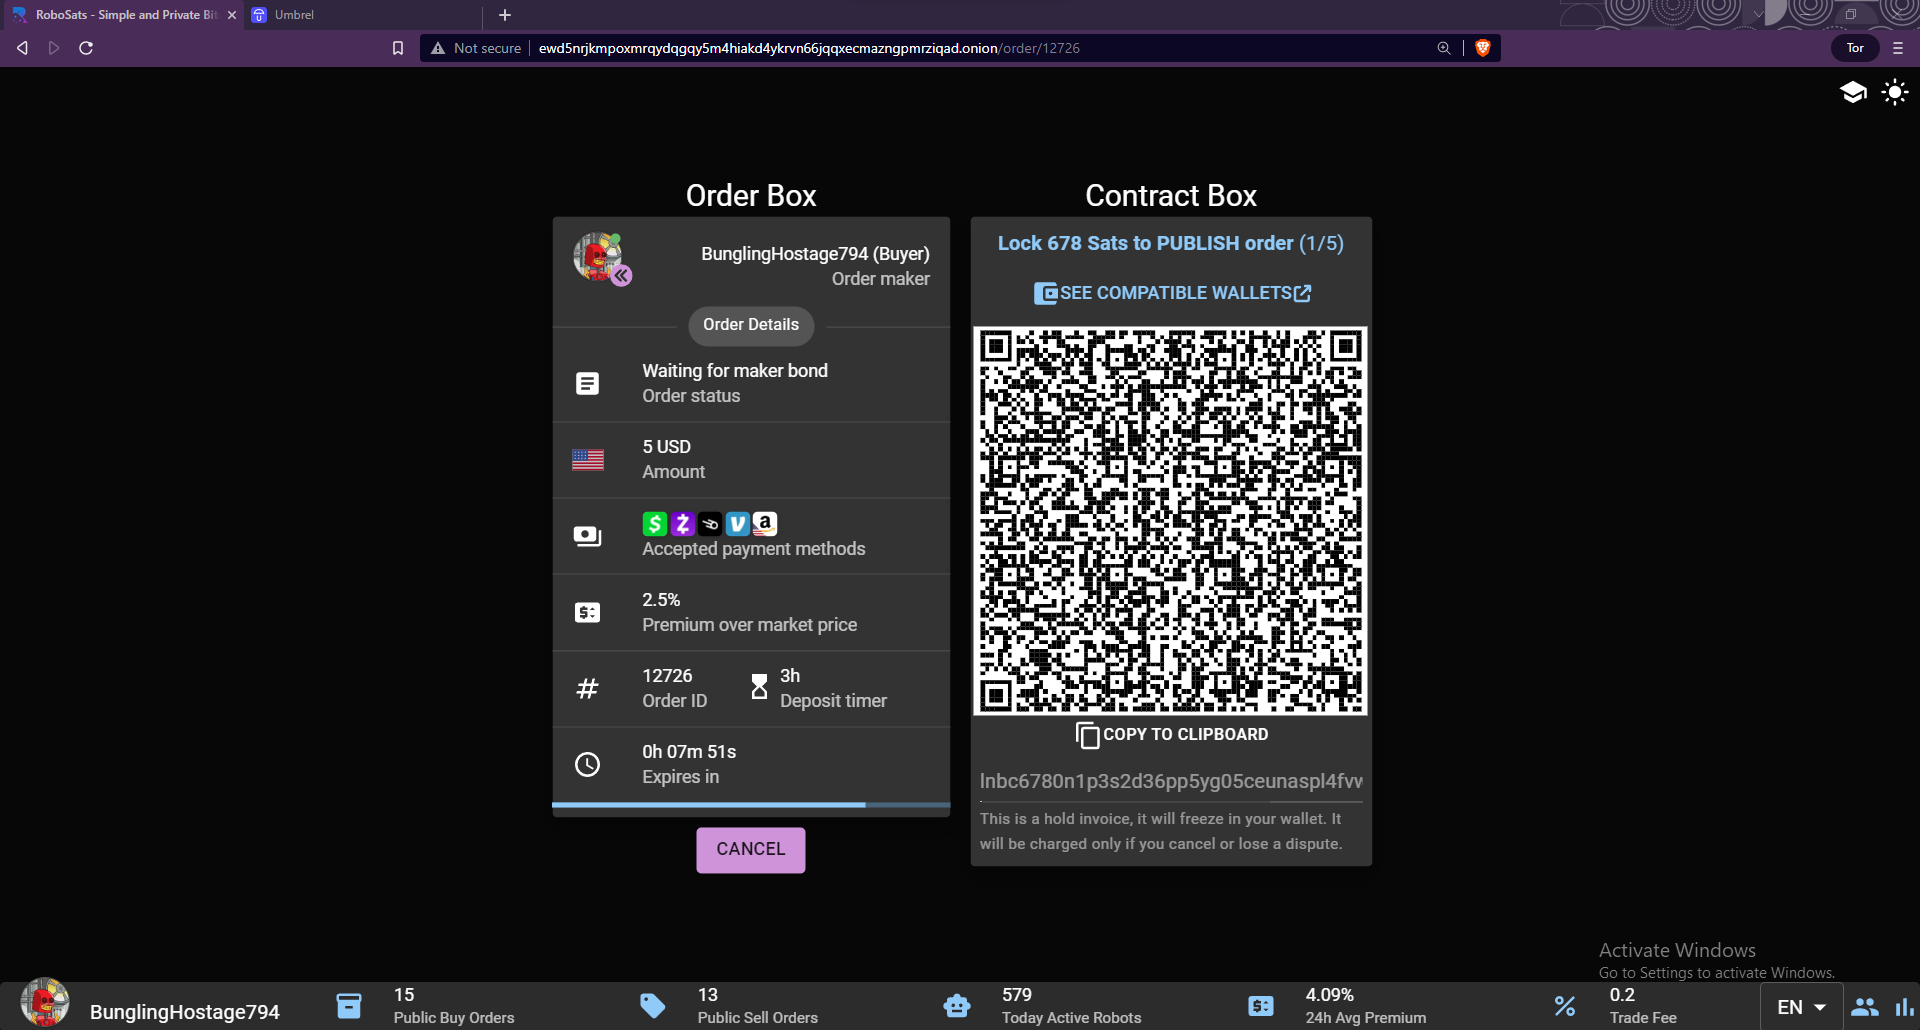 RoboSats - Simple and Private Bit
Umbrel
Not secure
ewd5nrjkmpoxmrqydqgqy5m4hiakd4ykrvn66jqqxecmazngpmrziqad.onion/order/12726
Tor
Order Box
BunglingHostage794 (Buyer)
Order maker
Order Details
Waiting for maker bond
Order status
5 USD
Amount
Accepted payment methods
2.5%
Premium over market price
12726
Order ID
3h
Deposit timer
0h 07m 51s
Expires in
CANCEL
Contract Box
Lock 678 Sats to PUBLISH order (1/5)
SEE COMPATIBLE WALLETS
COPY TO CLIPBOARD
lnbc6780n1p3s2d36pp5yg05ceunaspl4fvw
This is a hold invoice, it will freeze in your wallet. It
will be charged only if you cancel or lose a dispute.
Activate Windows
Go to Settings to activate Windows.
BunglingHostage794
15
Public Buy Orders
13
Public Sell Orders
579
Today Active Robots
4.09%
24h Avg Premium
0.2
Trade Fee
EN